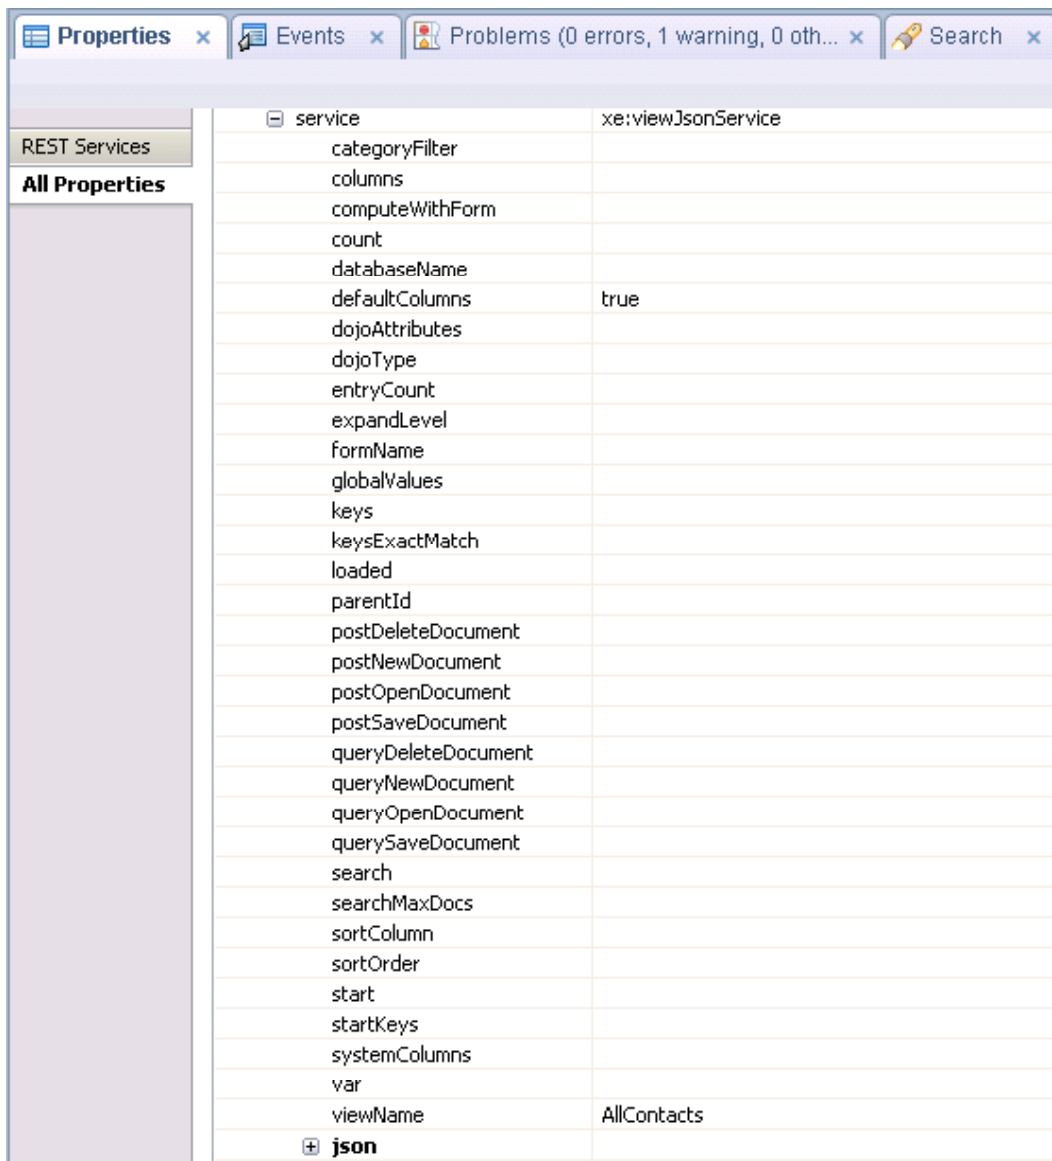 Properties Events Problems (0 errors, 1 warning, 0 oth... Search
REST Services
All Properties
service xe:viewJsonService
categoryFilter
columns
computeWithForm
count
databaseName
defaultColumns true
dojoAttributes
dojoType
entryCount
expandLevel
formName
globalValues
keys
keysExactMatch
loaded
parentId
postDeleteDocument
postNewDocument
postOpenDocument
postSaveDocument
queryDeleteDocument
queryNewDocument
queryOpenDocument
querySaveDocument
search
searchMaxDocs
sortColumn
sortOrder
start
startKeys
systemColumns
var
viewName AllContacts
json